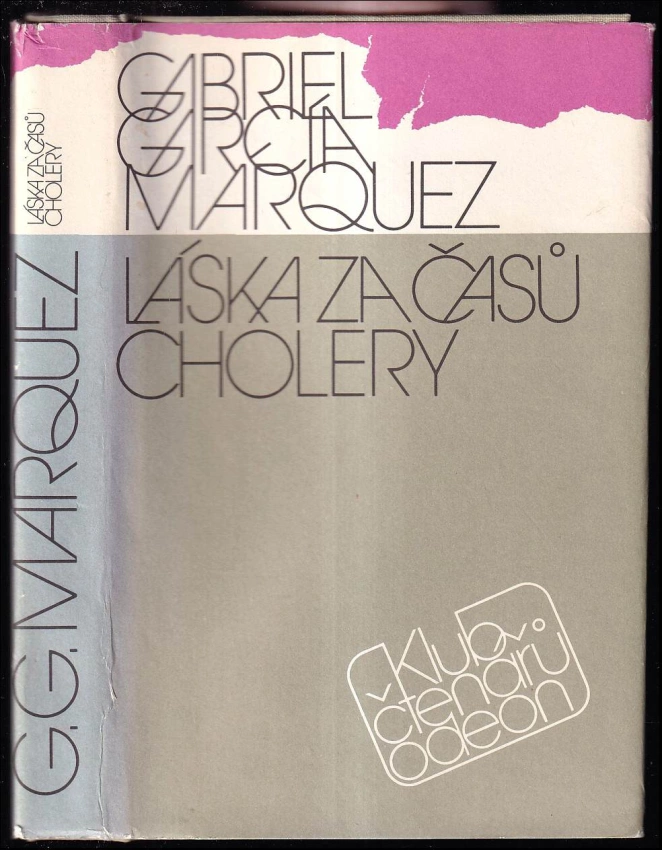 GABRIEL
GARCÍA
MARQUEZ
LÁSKA ZA ČASŮ
CHOLERY
klub
čtenářů
odeon
LÁSKA ZA ČASŮ
CHOLERY
G.G.MARQUEZ